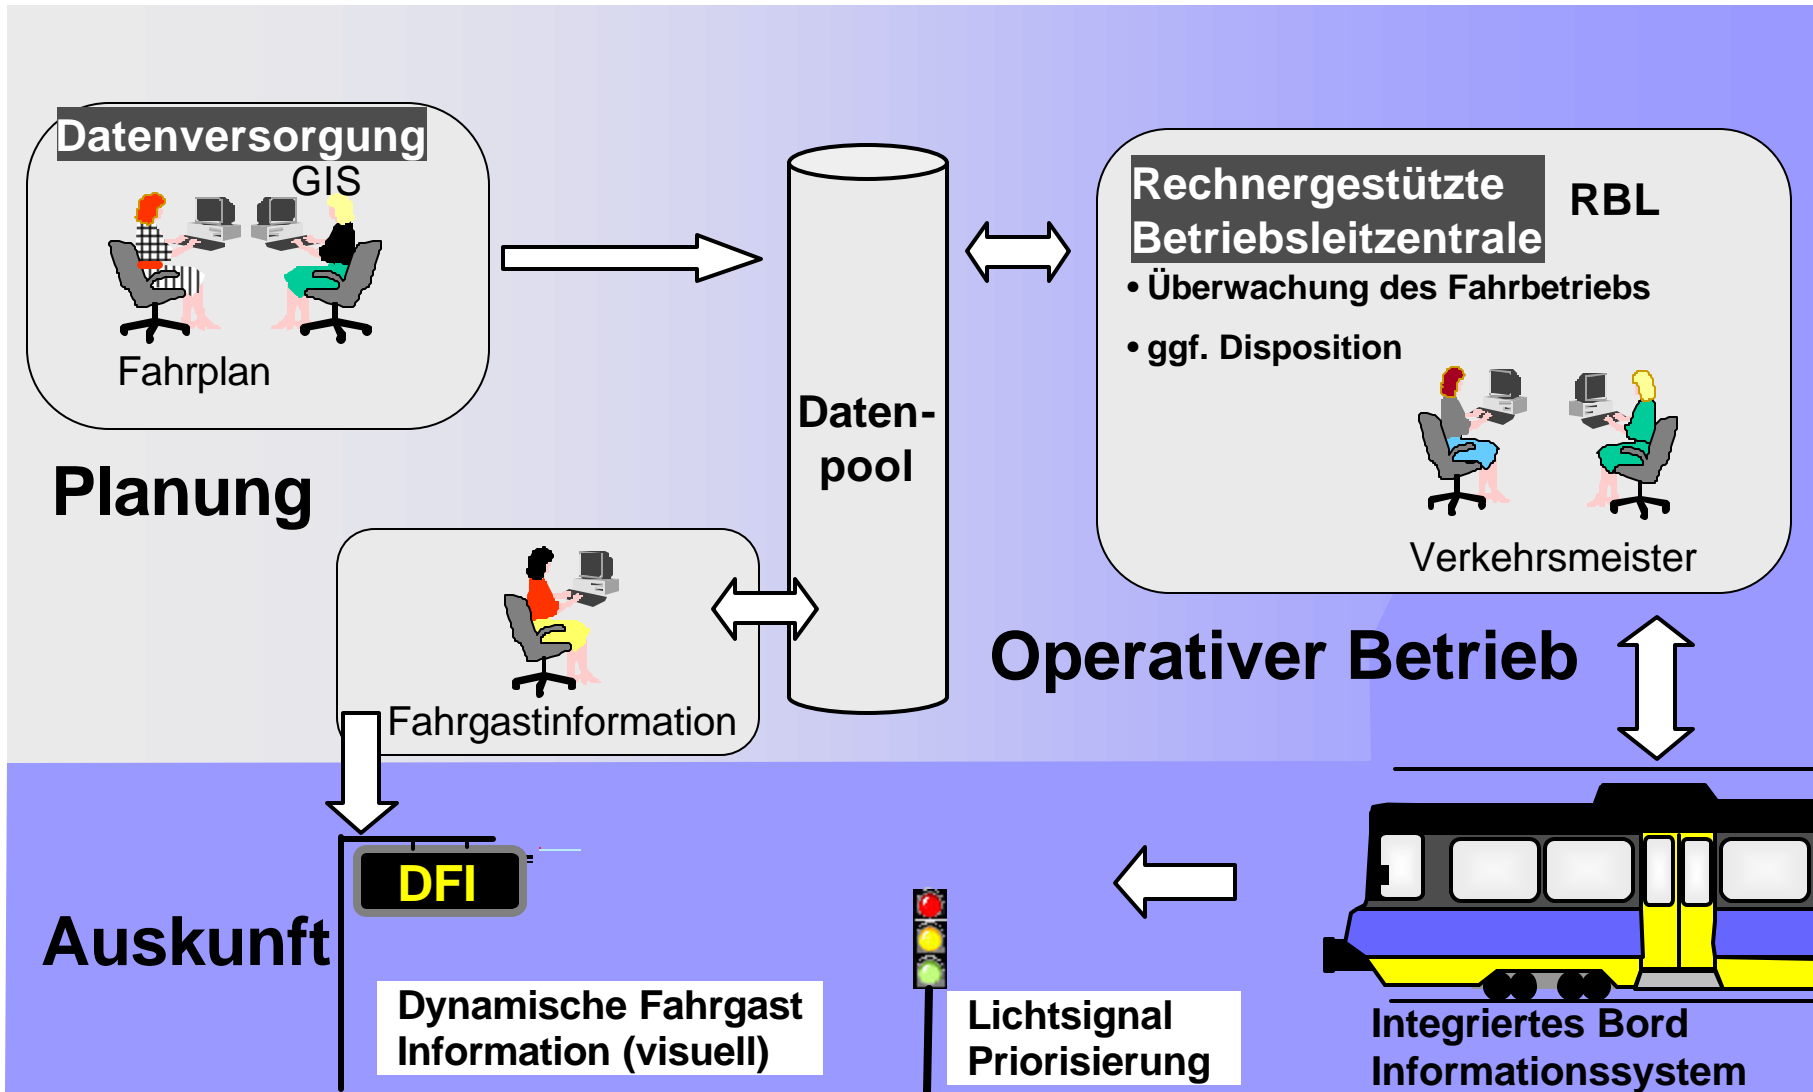 Datenversorgung
GIS
Fahrplan
Planung
Daten-
pool
Rechnergestützte
Betriebsleitzentrale
RBL
• Überwachung des Fahrbetriebs
• ggf. Disposition
Verkehrsmeister
Fahrgastinformation
Operativer Betrieb
DFI
Auskunft
Dynamische Fahrgast
Information (visuell)
Lichtsignal
Priorisierung
Integriertes Bord
Informationssystem